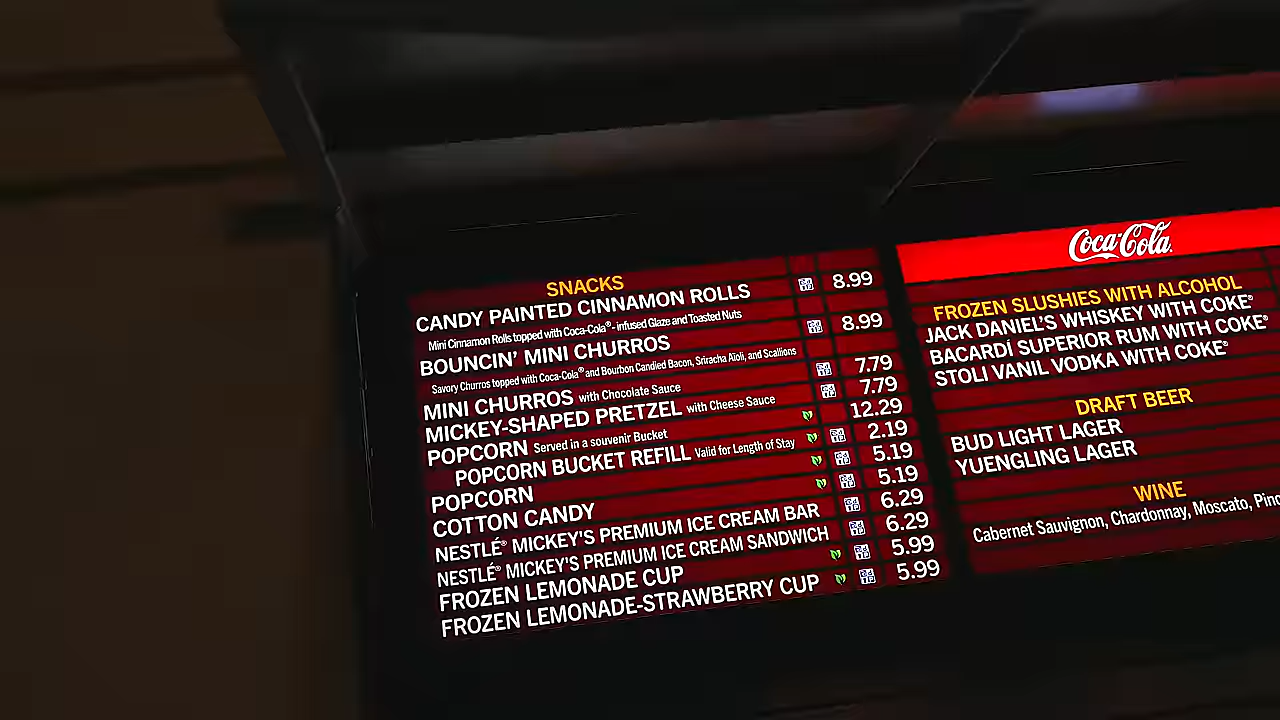 SNACKS
CANDY PAINTED CINNAMON ROLLS 8.99
Mini Cinnamon Rolls topped with Coca-Cola® - infused Glaze and Toasted Nuts
BOUNCIN' MINI CHURROS 8.99
Savory Churros topped with Coca-Cola® and Bourbon Candied Bacon, Sriracha Aioli, and Scallions
MINI CHURROS with Chocolate Sauce 7.79
MICKEY-SHAPED PRETZEL with Cheese Sauce 7.79
POPCORN Served in a souvenir Bucket 12.29
POPCORN BUCKET REFILL Valid for Length of Stay 2.19
POPCORN 5.19
COTTON CANDY 5.19
NESTLÉ® MICKEY'S PREMIUM ICE CREAM BAR 6.29
NESTLÉ® MICKEY'S PREMIUM ICE CREAM SANDWICH 6.29
FROZEN LEMONADE CUP 5.99
FROZEN LEMONADE-STRAWBERRY CUP 5.99
Coca-Cola
FROZEN SLUSHIES WITH ALCOHOL
JACK DANIEL'S WHISKEY WITH COKE®
BACARDÍ SUPERIOR RUM WITH COKE®
STOLI VANIL VODKA WITH COKE®
DRAFT BEER
BUD LIGHT LAGER
YUENGLING LAGER
WINE
Cabernet Sauvignon, Chardonnay, Moscato,